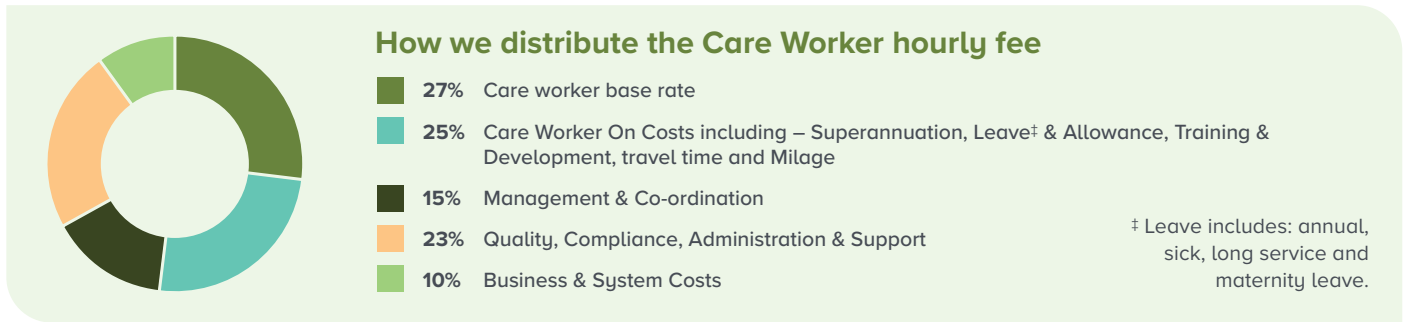 How we distribute the Care Worker hourly fee
27% Care worker base rate
25% Care Worker On Costs including – Superannuation, Leave‡ & Allowance, Training &
Development, travel time and Milage
15% Management & Co-ordination
23% Quality, Compliance, Administration & Support
10% Business & System Costs
‡ Leave includes: annual,
sick, long service and
maternity leave.